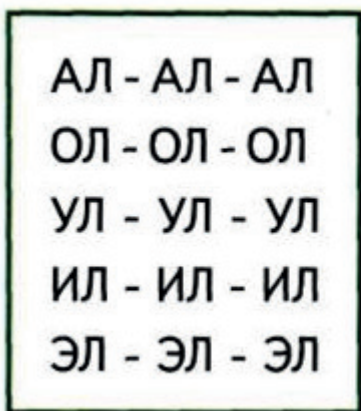 АЛ - АЛ - АЛ
ОЛ - ОЛ - ОЛ
УЛ - УЛ - УЛ
ИЛ - ИЛ - ИЛ
ЭЛ - ЭЛ - ЭЛ